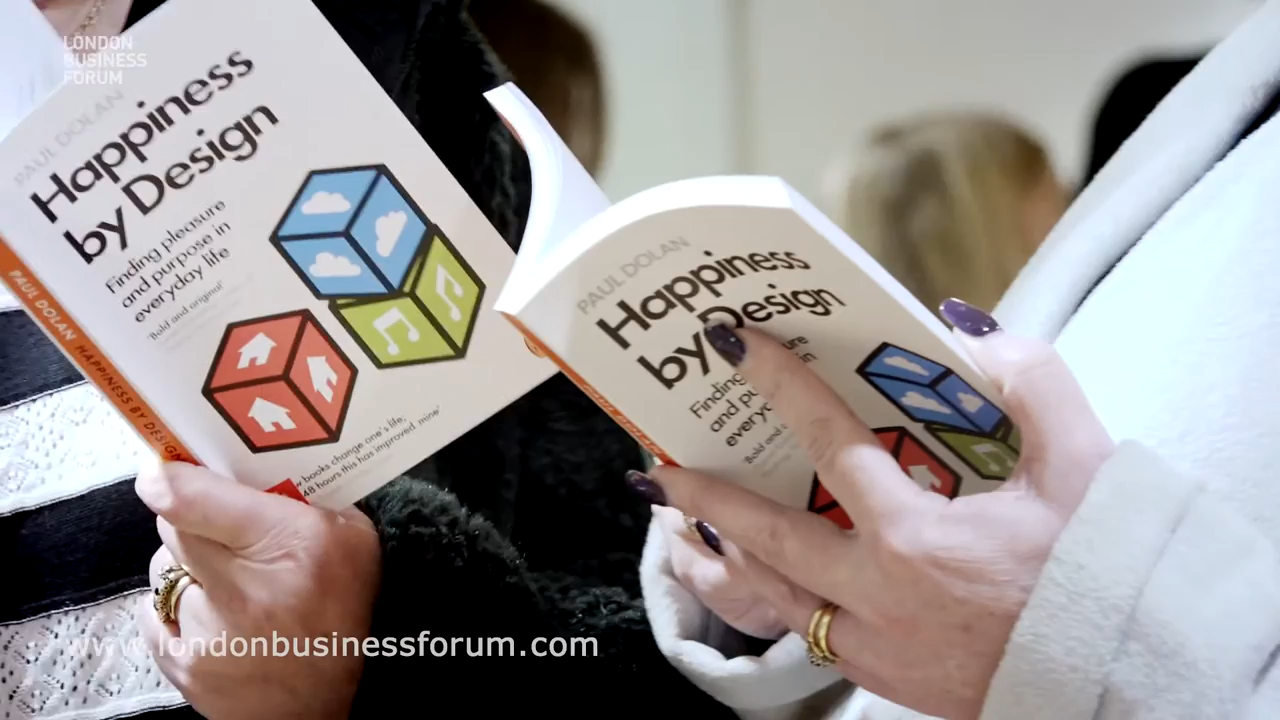 LONDON
BUSINESS
FORUM
PAUL DOLAN
Happiness
by Design
Finding pleasure
and purpose in
everyday life
'Bold and original'
books change one's life,
48 hours this has improved mine'
PAUL DOLAN HAPPINESS BY DESIGN
PAUL DOLAN
Happiness
by Design
Finding
and
'Bold and
www.londonbusinessforum.com